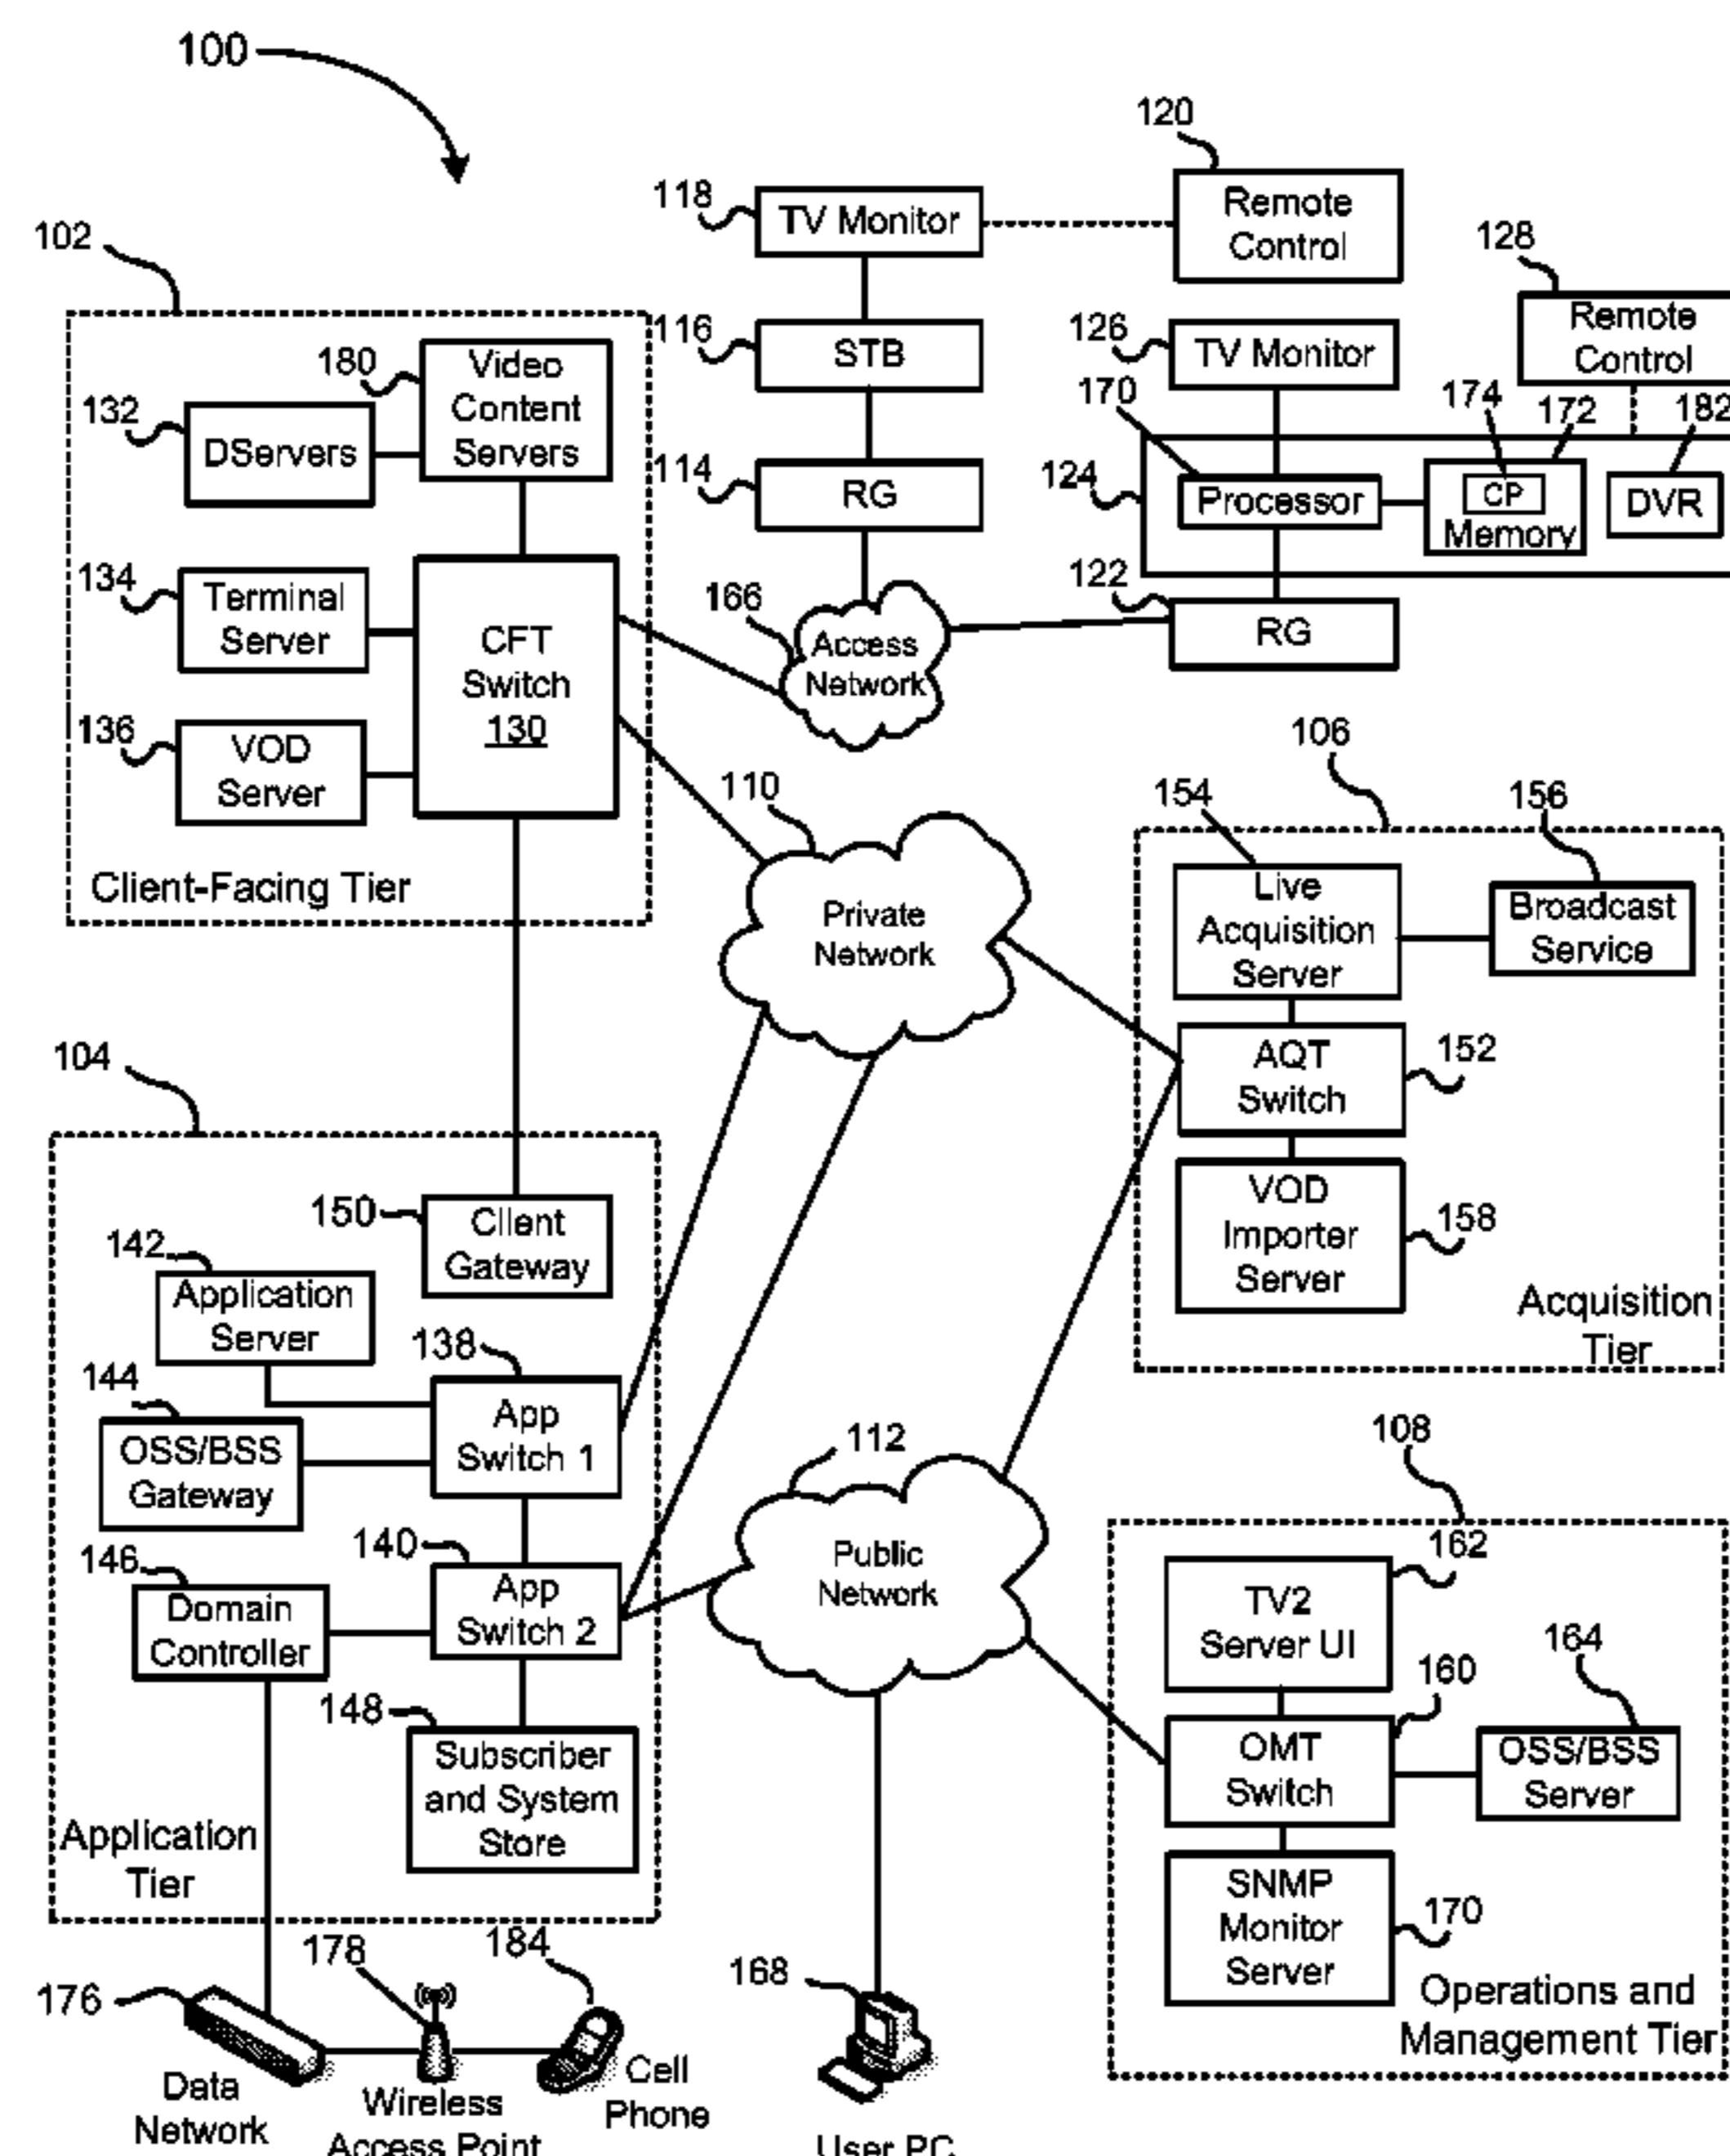 100
120
118
TV Monitor
Remote
Control
128
102
Remote
Control
116
STB
126
TV Monitor
180
Video
Content
Servers
170
174
172
182
132
DServers
114
RG
124
Processor
CP
Memory
DVR
134
Terminal
Server
CFT
Switch
130
166
Access
Network
122
RG
136
VOD
Server
106
110
154
156
Client-Facing Tier
Private
Network
Live
Acquisition
Server
Broadcast
Service
104
AQT
Switch
152
150
Client
Gateway
VOD
Importer
Server
158
142
Application
Server
Acquisition
Tier
138
App
Switch 1
144
OSS/BSS
Gateway
112
108
140
App
Switch 2
146
Domain
Controller
Public
Network
162
TV2
Server UI
164
160
148
Subscriber
and System
Store
OMT
Switch
OSS/BSS
Server
Application
Tier
SNMP
Monitor
Server
170
178
184
168
176
Operations and
Management Tier
Data
Network
Wireless
Access Point
Cell
Phone
User PC